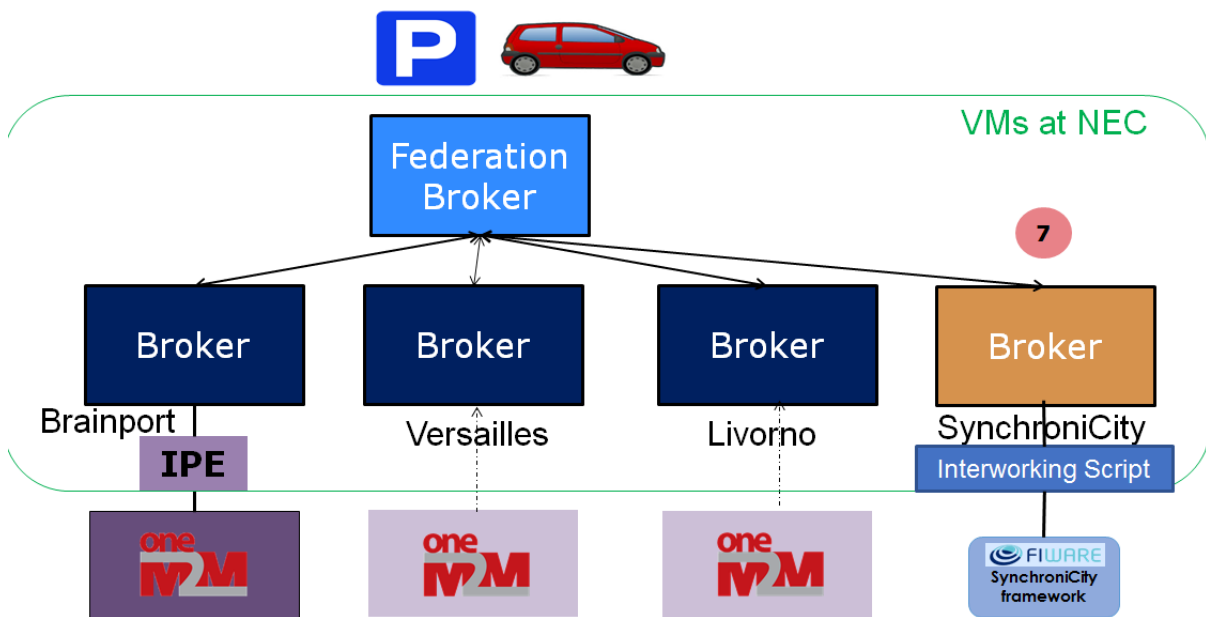 P
VMs at NEC
Federation
Broker
7
Broker
Broker
Broker
Broker
Brainport
Versailles
Livorno
SynchroniCity
IPE
Interworking Script
one
M2M
one
M2M
one
M2M
FIWARE
SynchroniCity
framework